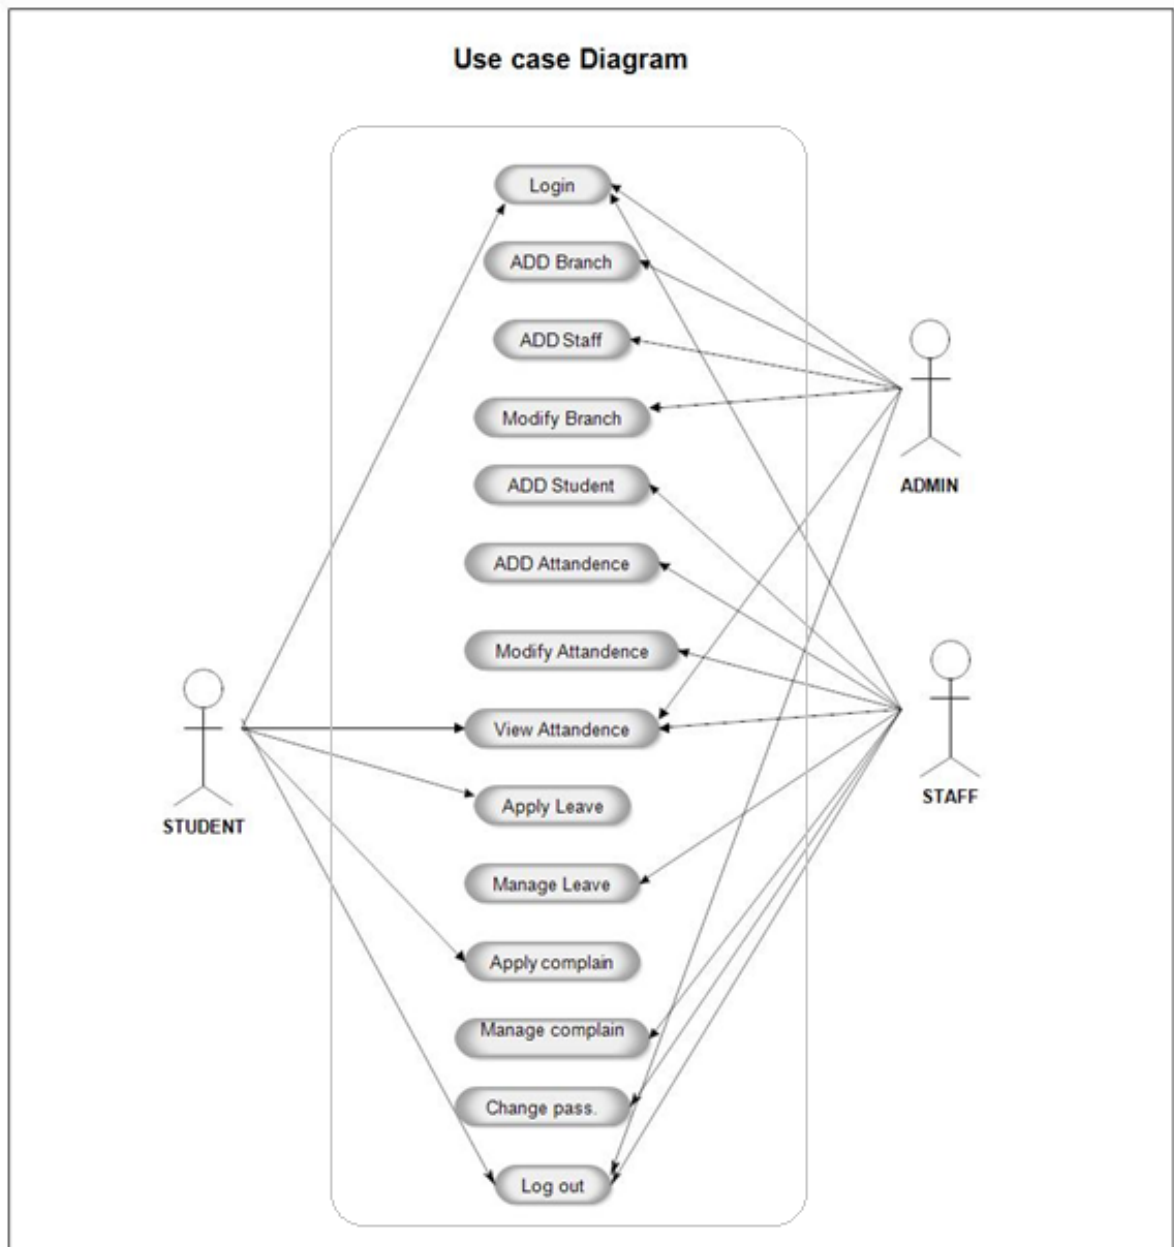 Use case Diagram
Login
ADD Branch
ADD Staff
Modify Branch
ADMIN
ADD Student
ADD Attandence
Modify Attandence
View Attandence
STAFF
Apply Leave
STUDENT
Manage Leave
Apply complain
Manage complain
Change pass.
Log out